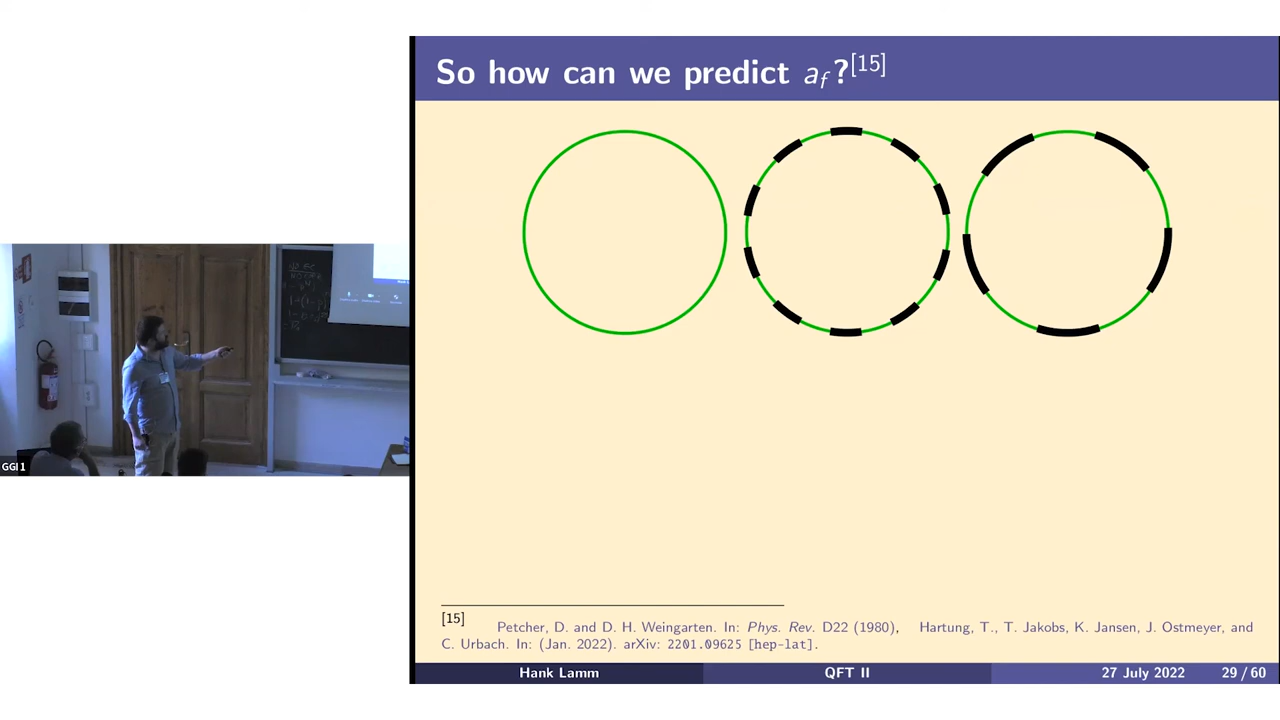 So how can we predict a_f?[15]
GGI1
[15] Petcher, D. and D. H. Weingarten. In: Phys. Rev. D22 (1980), Hartung, T., T. Jakobs, K. Jansen, J. Ostmeyer, and
C. Urbach. In: (Jan. 2022). arXiv: 2201.09625 [hep-lat].
Hank Lamm QFT II 27 July 2022 29/60